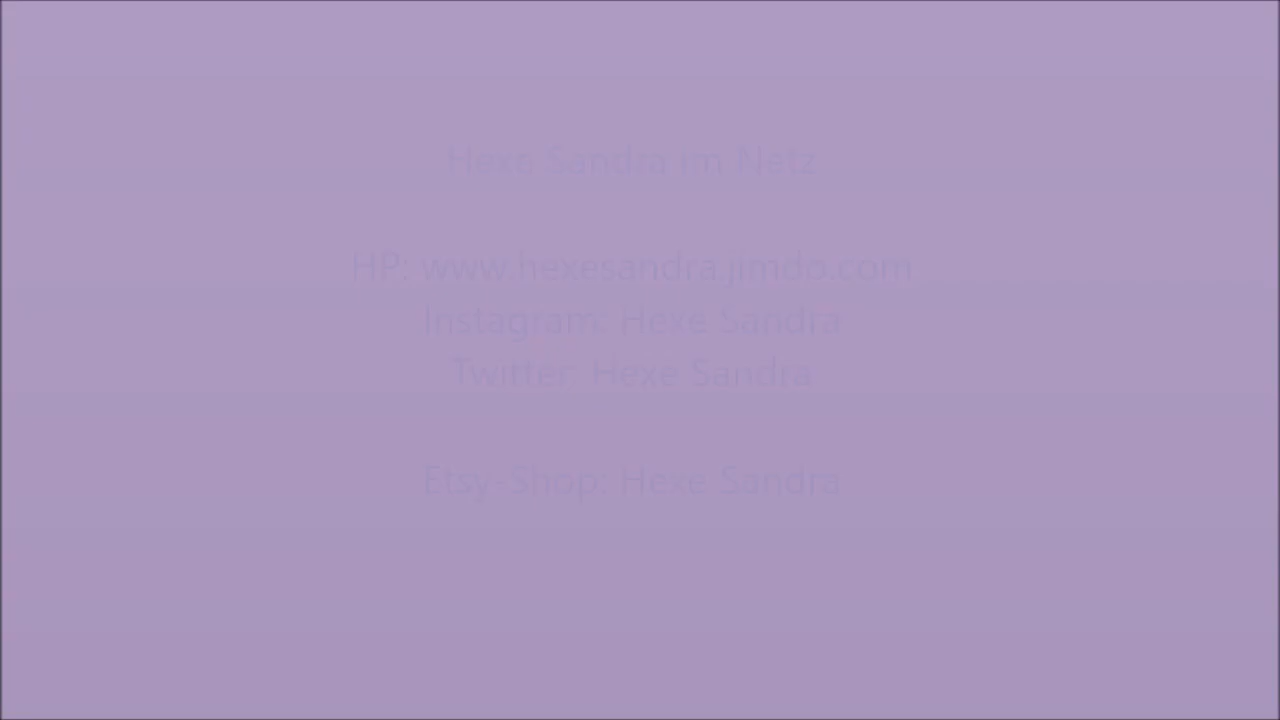 Hexe Sandra im Netz
HP: www.hexesandra.jimdo.com
Instagram: Hexe Sandra
Twitter: Hexe Sandra
Etsy-Shop: Hexe Sandra